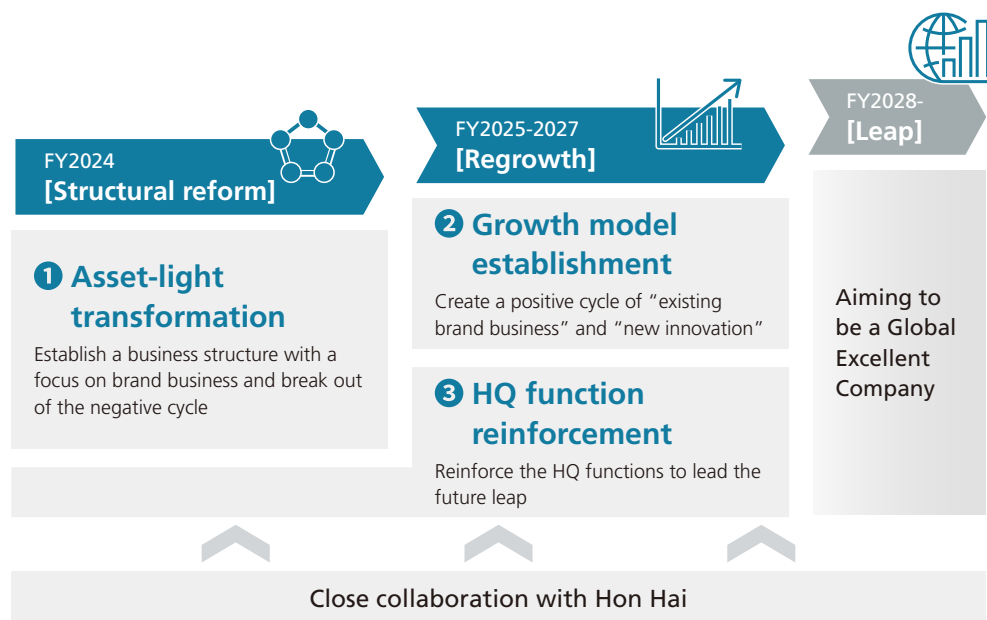 FY2024
[Structural reform]
1 Asset-light
transformation
Establish a business structure with a
focus on brand business and break out
of the negative cycle
FY2025-2027
[Regrowth]
2 Growth model
establishment
Create a positive cycle of “existing
brand business” and “new innovation”
3 HQ function
reinforcement
Reinforce the HQ functions to lead the
future leap
FY2028-
[Leap]
Aiming to
be a Global
Excellent
Company
Close collaboration with Hon Hai